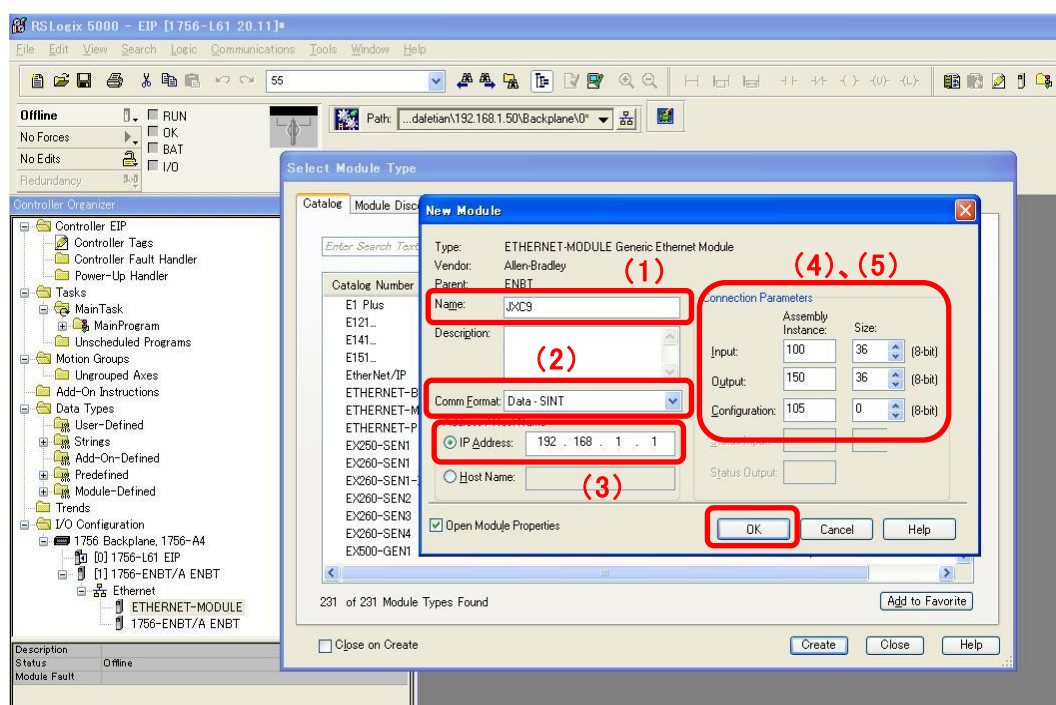 RSLogix 5000 - EIP [1756-L61 20.11]*
File Edit View Search Logic Communications Tools Window Help
55
Offline
RUN
No Forces
OK
BAT
No Edits
I/O
Redundancy
Path: ...dafetian\192.168.1.50\Backplane\0*
Controller Organizer
Controller EIP
Controller Tags
Controller Fault Handler
Power-Up Handler
Tasks
MainTask
MainProgram
Unscheduled Programs
Motion Groups
Ungrouped Axes
Add-On Instructions
Data Types
User-Defined
Strings
Add-On-Defined
Predefined
Module-Defined
Trends
I/O Configuration
1756 Backplane, 1756-A4
[0] 1756-L61 EIP
[1] 1756-ENBT/A ENBT
Ethernet
ETHERNET-MODULE
1756-ENBT/A ENBT
Description
Status Offline
Module Fault
Select Module Type
Catalog Module Disc
Enter Search Text
Catalog Number
E1 Plus
E121...
E141...
E151...
EtherNet/IP
ETHERNET-B
ETHERNET-M
ETHERNET-P
EX250-SEN1
EX260-SEN1
EX260-SEN1-
EX260-SEN2
EX260-SEN3
EX260-SEN4
EX500-GEN1
231 of 231 Module Types Found
Add to Favorite
Close on Create
Create Close Help
New Module
Type: ETHERNET-MODULE Generic Ethernet Module
Vendor: Allen-Bradley
Parent: ENBT
(1)
Name: JXC9
Description:
(2)
Comm Format: Data - SINT
IP Address: 192 . 168 . 1 . 1
Host Name:
(3)
Open Module Properties
(4)、(5)
Connection Parameters
Assembly
Instance: Size:
Input: 100 36 (8-bit)
Output: 150 36 (8-bit)
Configuration: 105 0 (8-bit)
Status Input:
Status Output:
OK Cancel Help